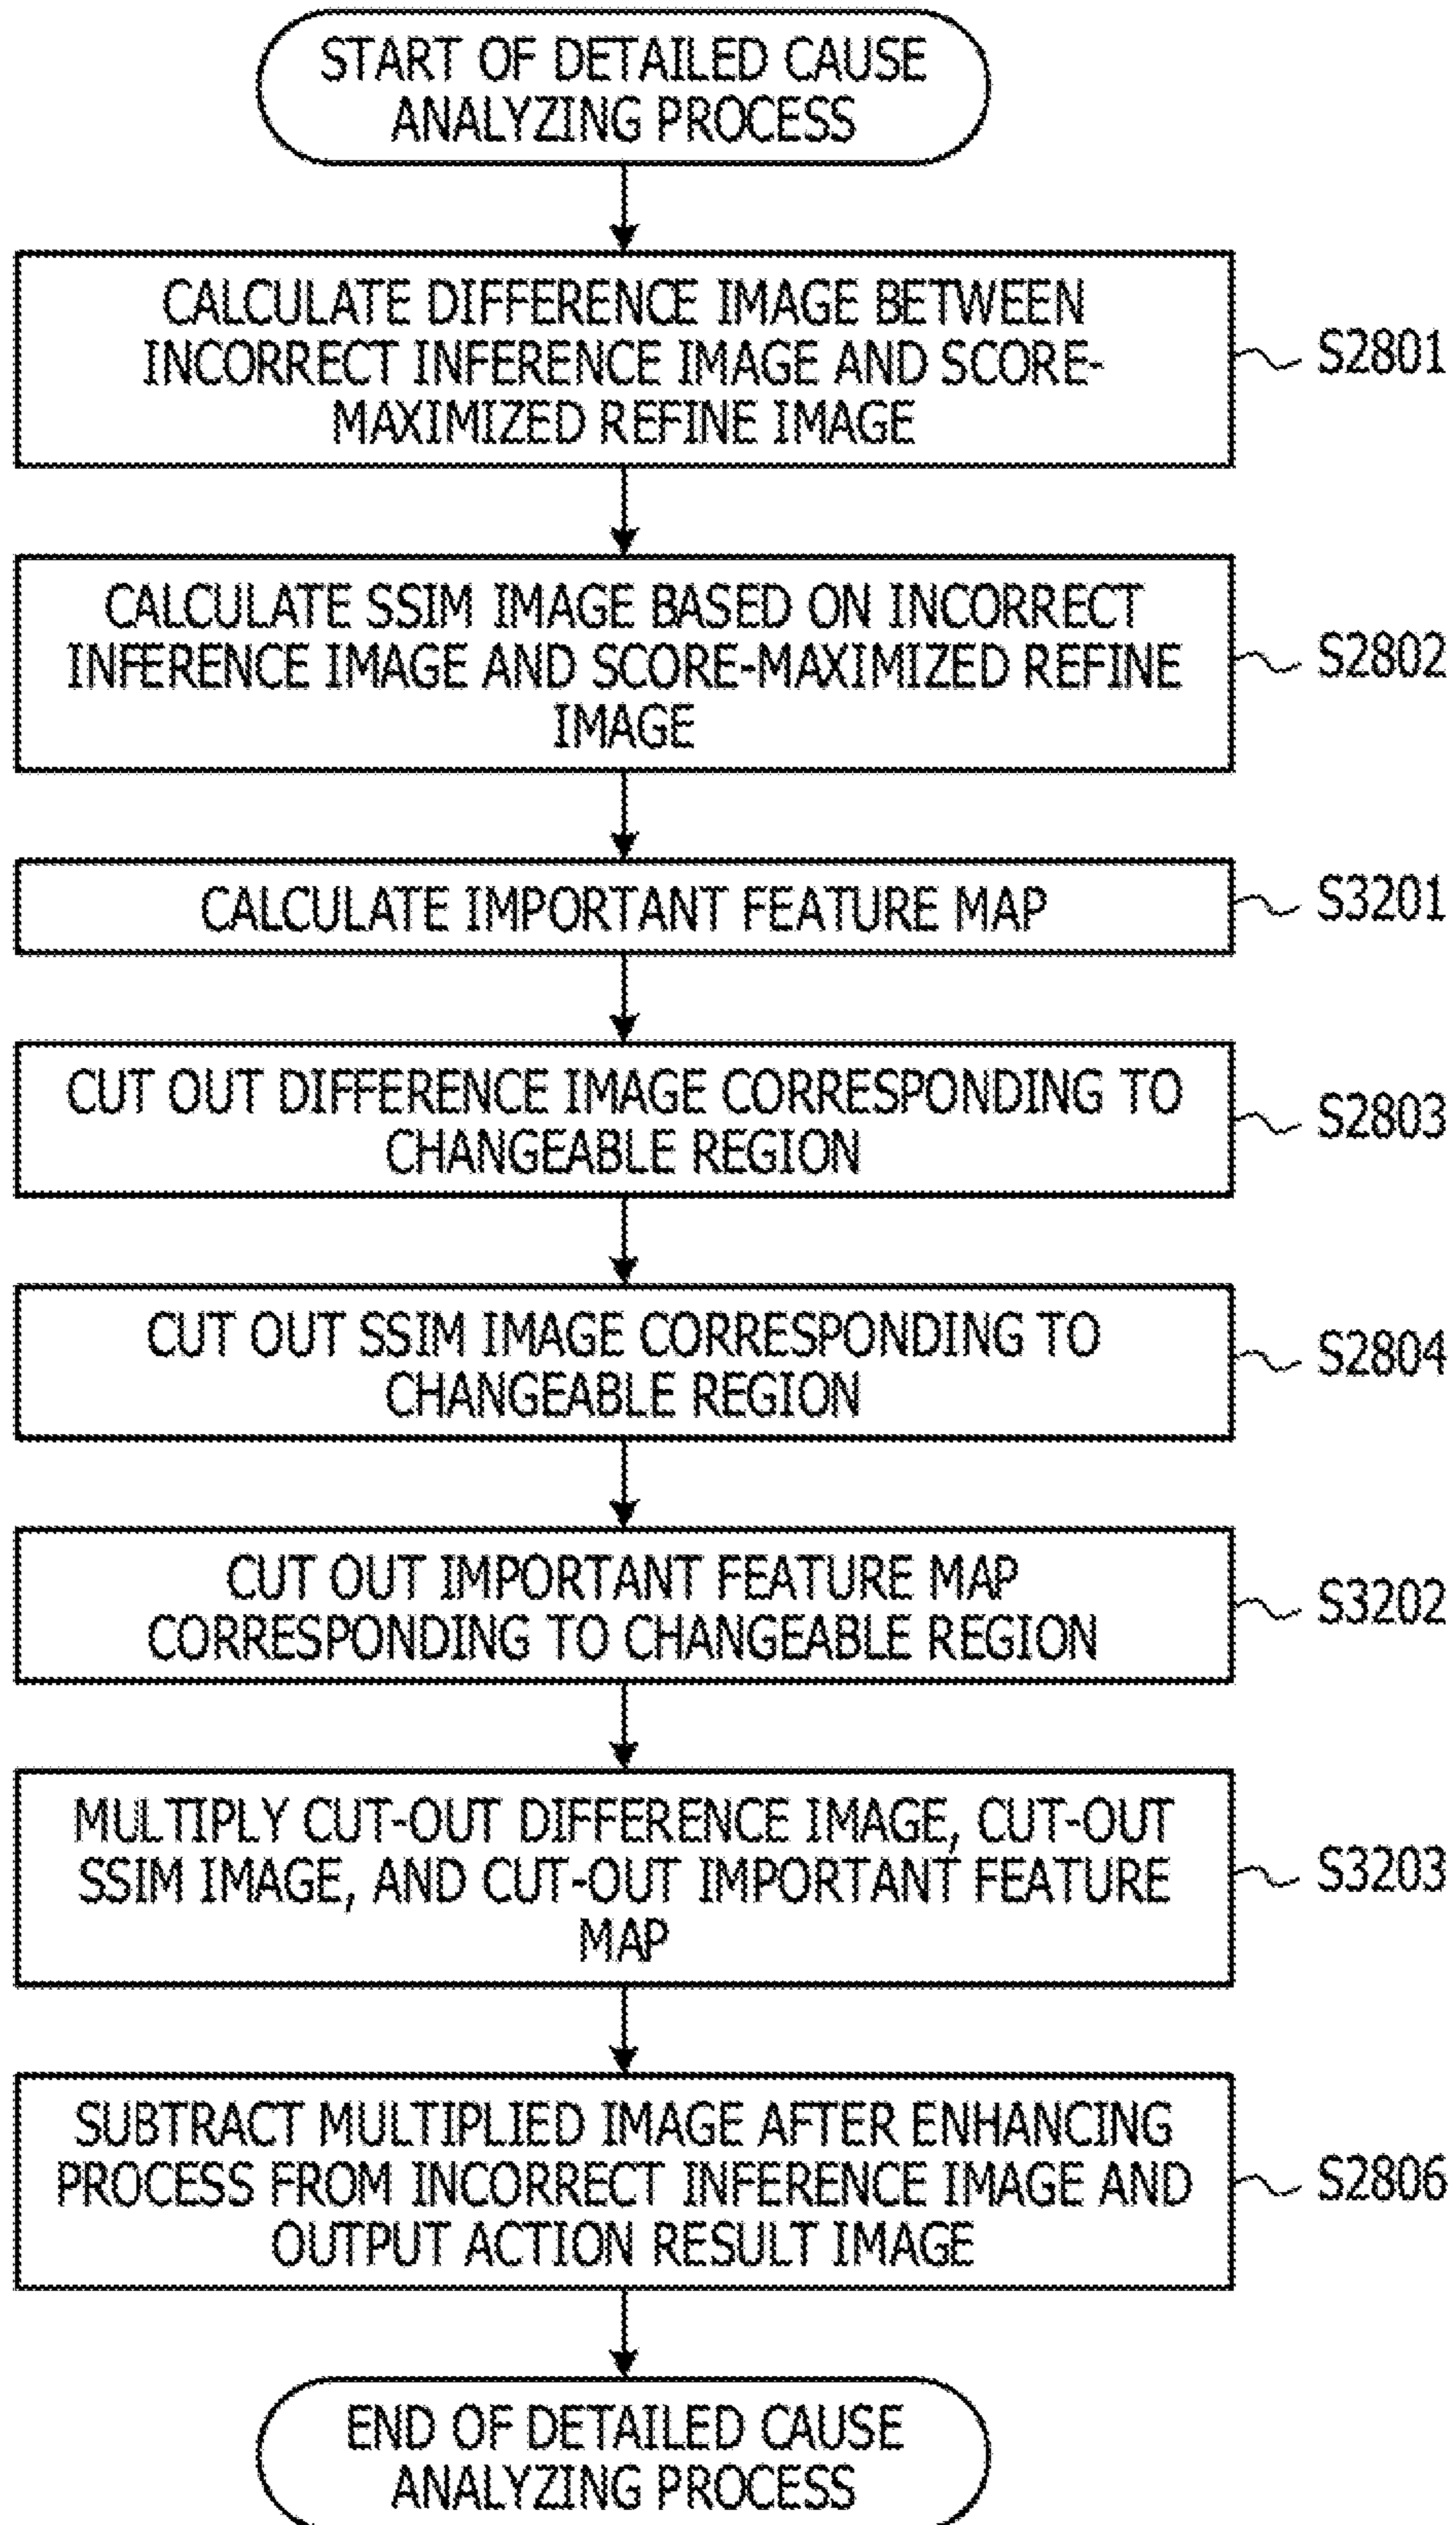 START OF DETAILED CAUSE
ANALYZING PROCESS
CALCULATE DIFFERENCE IMAGE BETWEEN
INCORRECT INFERENCE IMAGE AND SCORE-
MAXIMIZED REFINE IMAGE
S2801
CALCULATE SSIM IMAGE BASED ON INCORRECT
INFERENCE IMAGE AND SCORE-MAXIMIZED REFINE
IMAGE
S2802
CALCULATE IMPORTANT FEATURE MAP
S3201
CUT OUT DIFFERENCE IMAGE CORRESPONDING TO
CHANGEABLE REGION
S2803
CUT OUT SSIM IMAGE CORRESPONDING TO
CHANGEABLE REGION
S2804
CUT OUT IMPORTANT FEATURE MAP
CORRESPONDING TO CHANGEABLE REGION
S3202
MULTIPLY CUT-OUT DIFFERENCE IMAGE, CUT-OUT
SSIM IMAGE, AND CUT-OUT IMPORTANT FEATURE
MAP
S3203
SUBTRACT MULTIPLIED IMAGE AFTER ENHANCING
PROCESS FROM INCORRECT INFERENCE IMAGE AND
OUTPUT ACTION RESULT IMAGE
S2806
END OF DETAILED CAUSE
ANALYZING PROCESS